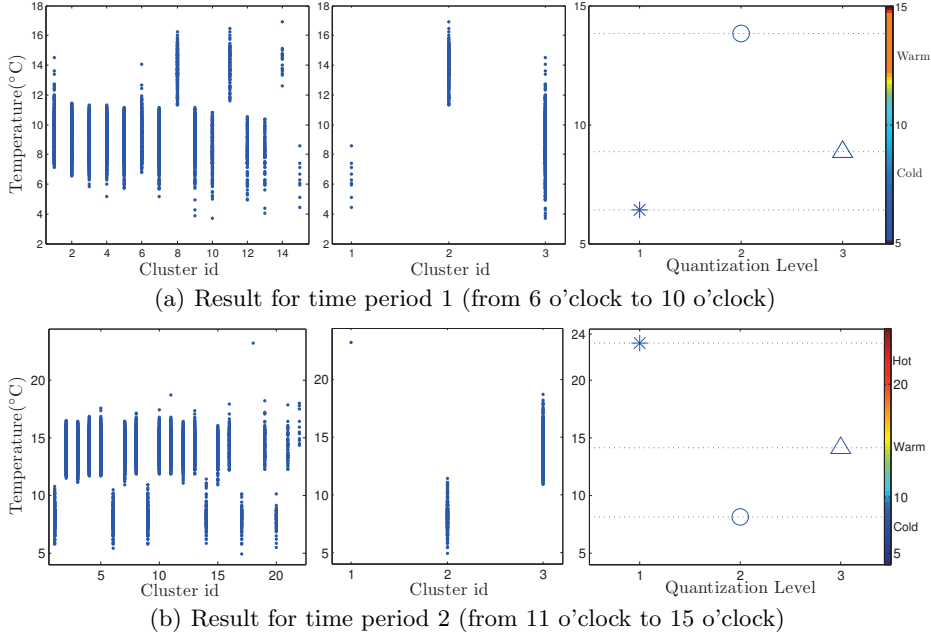 18
16
14
12
10
8
6
4
2
Temperature(°C)
2 4 6 8 10 12 14
Cluster id
18
16
14
12
10
8
6
4
2
1 2 3
Cluster id
15
10
5
1 2 3
Quantization Level
15
Warm
10
Cold
5
(a) Result for time period 1 (from 6 o'clock to 10 o'clock)
20
15
10
5
Temperature(°C)
5 10 15 20
Cluster id
20
15
10
5
1 2 3
Cluster id
24
20
15
10
5
1 2 3
Quantization Level
Hot
20
Warm
10
Cold
5
(b) Result for time period 2 (from 11 o'clock to 15 o'clock)